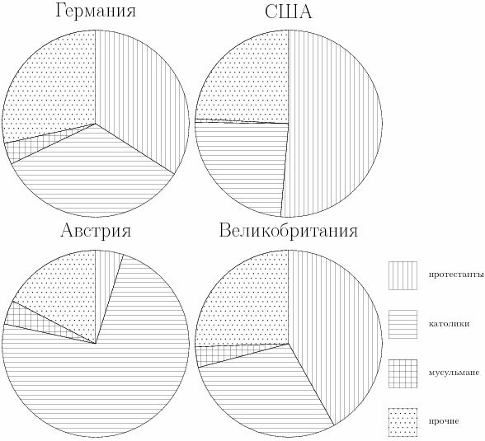 Германия
США
Австрия
Великобритания
протестанты
католики
мусульмане
прочие